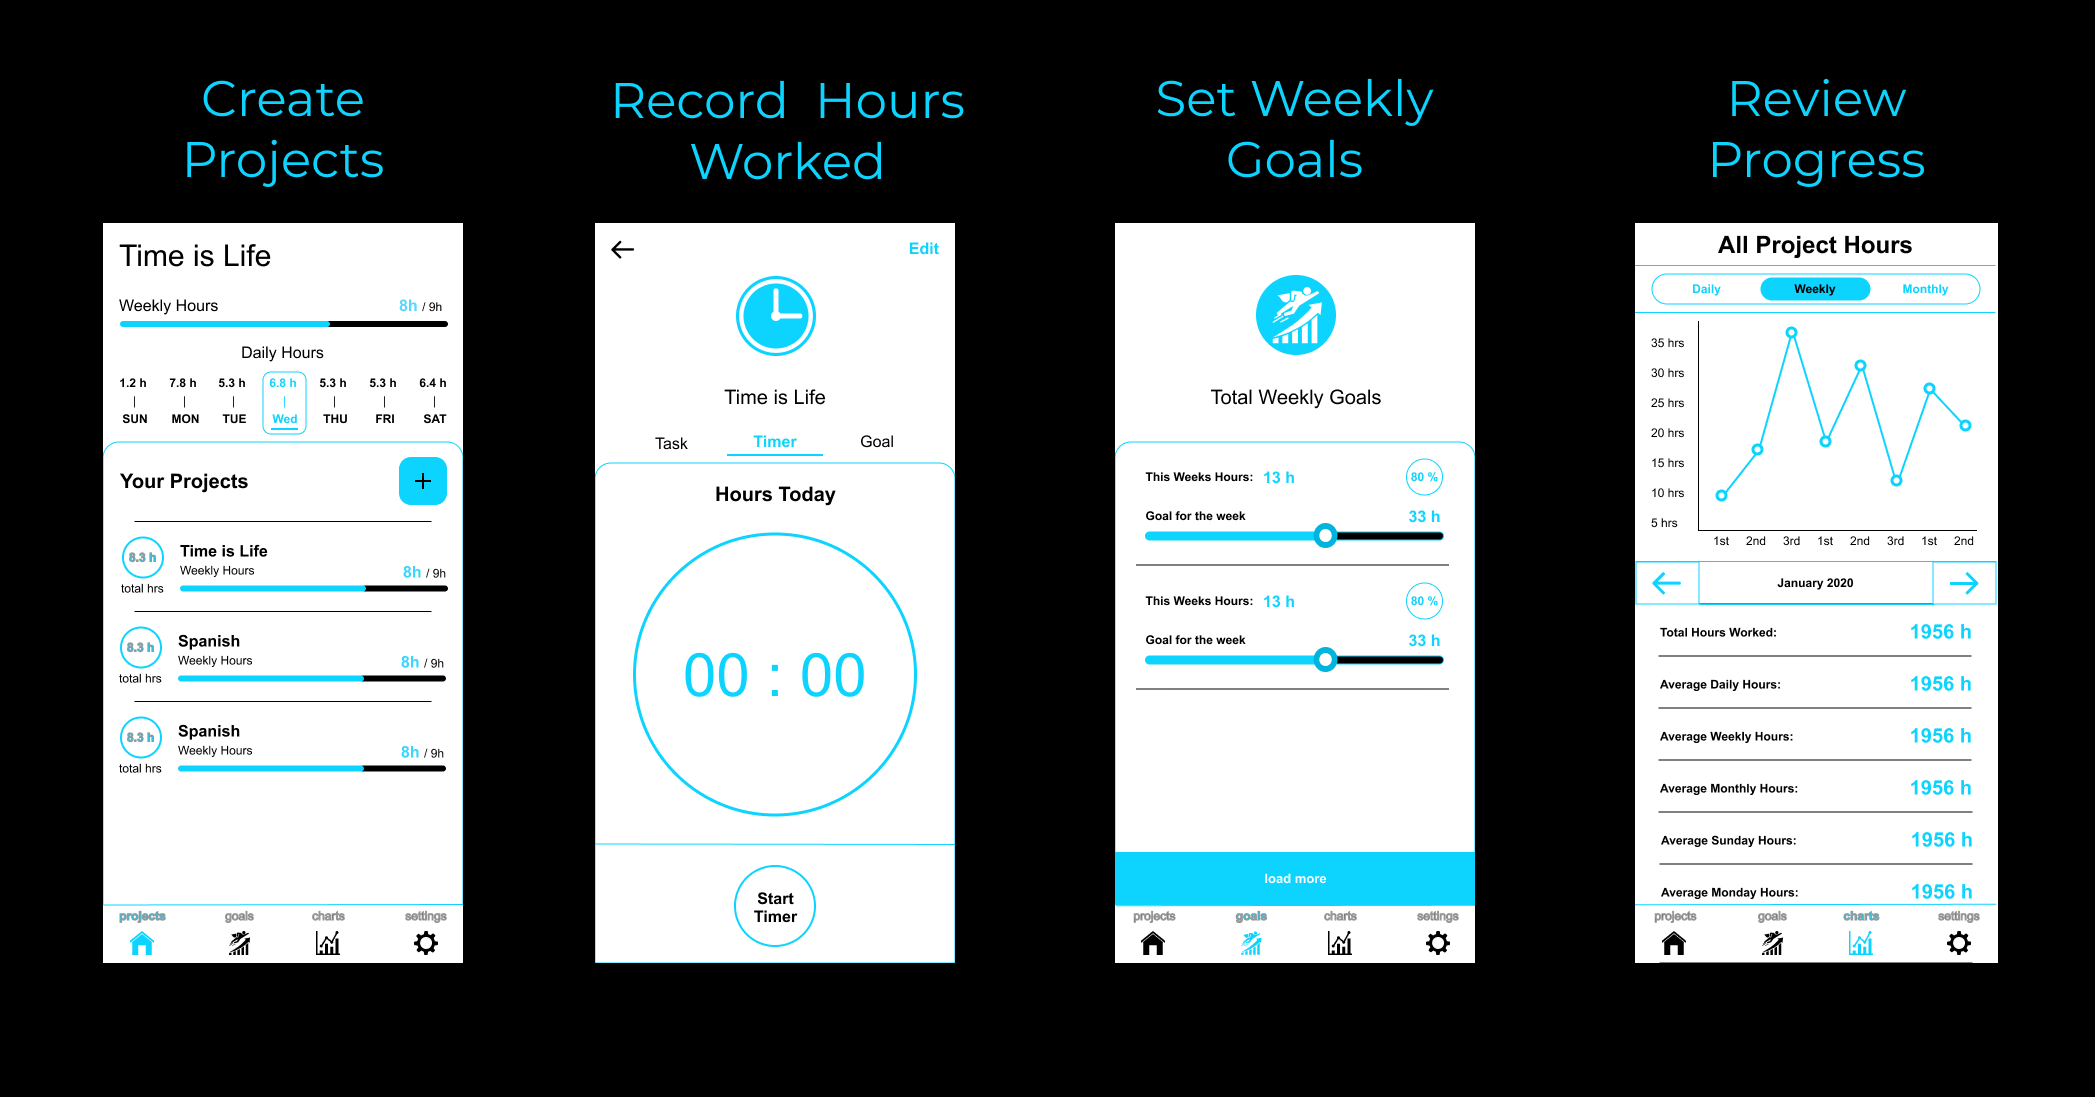 Create
Projects
Time is Life
Weekly Hours 8h / 9h
Daily Hours
1.2 h 7.8 h 5.3 h 6.8 h 5.3 h 5.3 h 6.4 h
SUN MON TUE Wed THU FRI SAT
Your Projects +
8.3 h
total hrs
Time is Life
Weekly Hours 8h / 9h
8.3 h
total hrs
Spanish
Weekly Hours 8h / 9h
8.3 h
total hrs
Spanish
Weekly Hours 8h / 9h
projects goals charts settings
Record Hours
Worked
Edit
Time is Life
Task Timer Goal
Hours Today
00 : 00
Start
Timer
Set Weekly
Goals
Total Weekly Goals
This Weeks Hours: 13 h 80 %
Goal for the week 33 h
This Weeks Hours: 13 h 80 %
Goal for the week 33 h
load more
projects goals charts settings
Review
Progress
All Project Hours
Daily Weekly Monthly
35 hrs
30 hrs
25 hrs
20 hrs
15 hrs
10 hrs
5 hrs
1st 2nd 3rd 1st 2nd 3rd 1st 2nd
January 2020
Total Hours Worked: 1956 h
Average Daily Hours: 1956 h
Average Weekly Hours: 1956 h
Average Monthly Hours: 1956 h
Average Sunday Hours: 1956 h
Average Monday Hours: 1956 h
projects goals charts settings